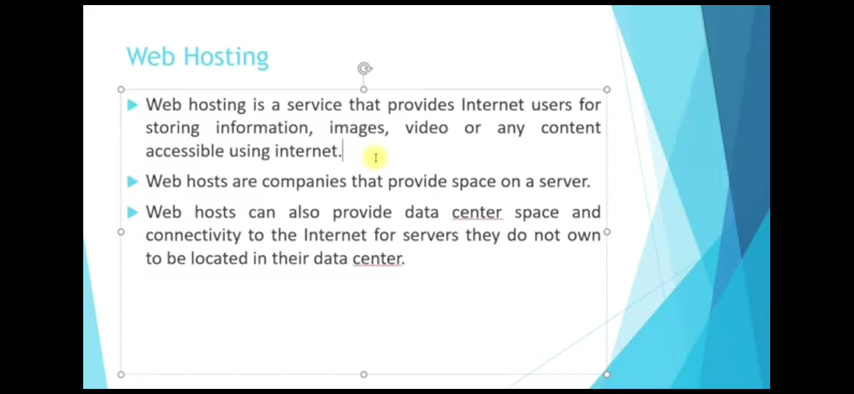 Web Hosting
Web hosting is a service that provides Internet users for
storing information, images, video or any content
accessible using internet.
Web hosts are companies that provide space on a server.
Web hosts can also provide data center space and
connectivity to the Internet for servers they do not own
to be located in their data center.